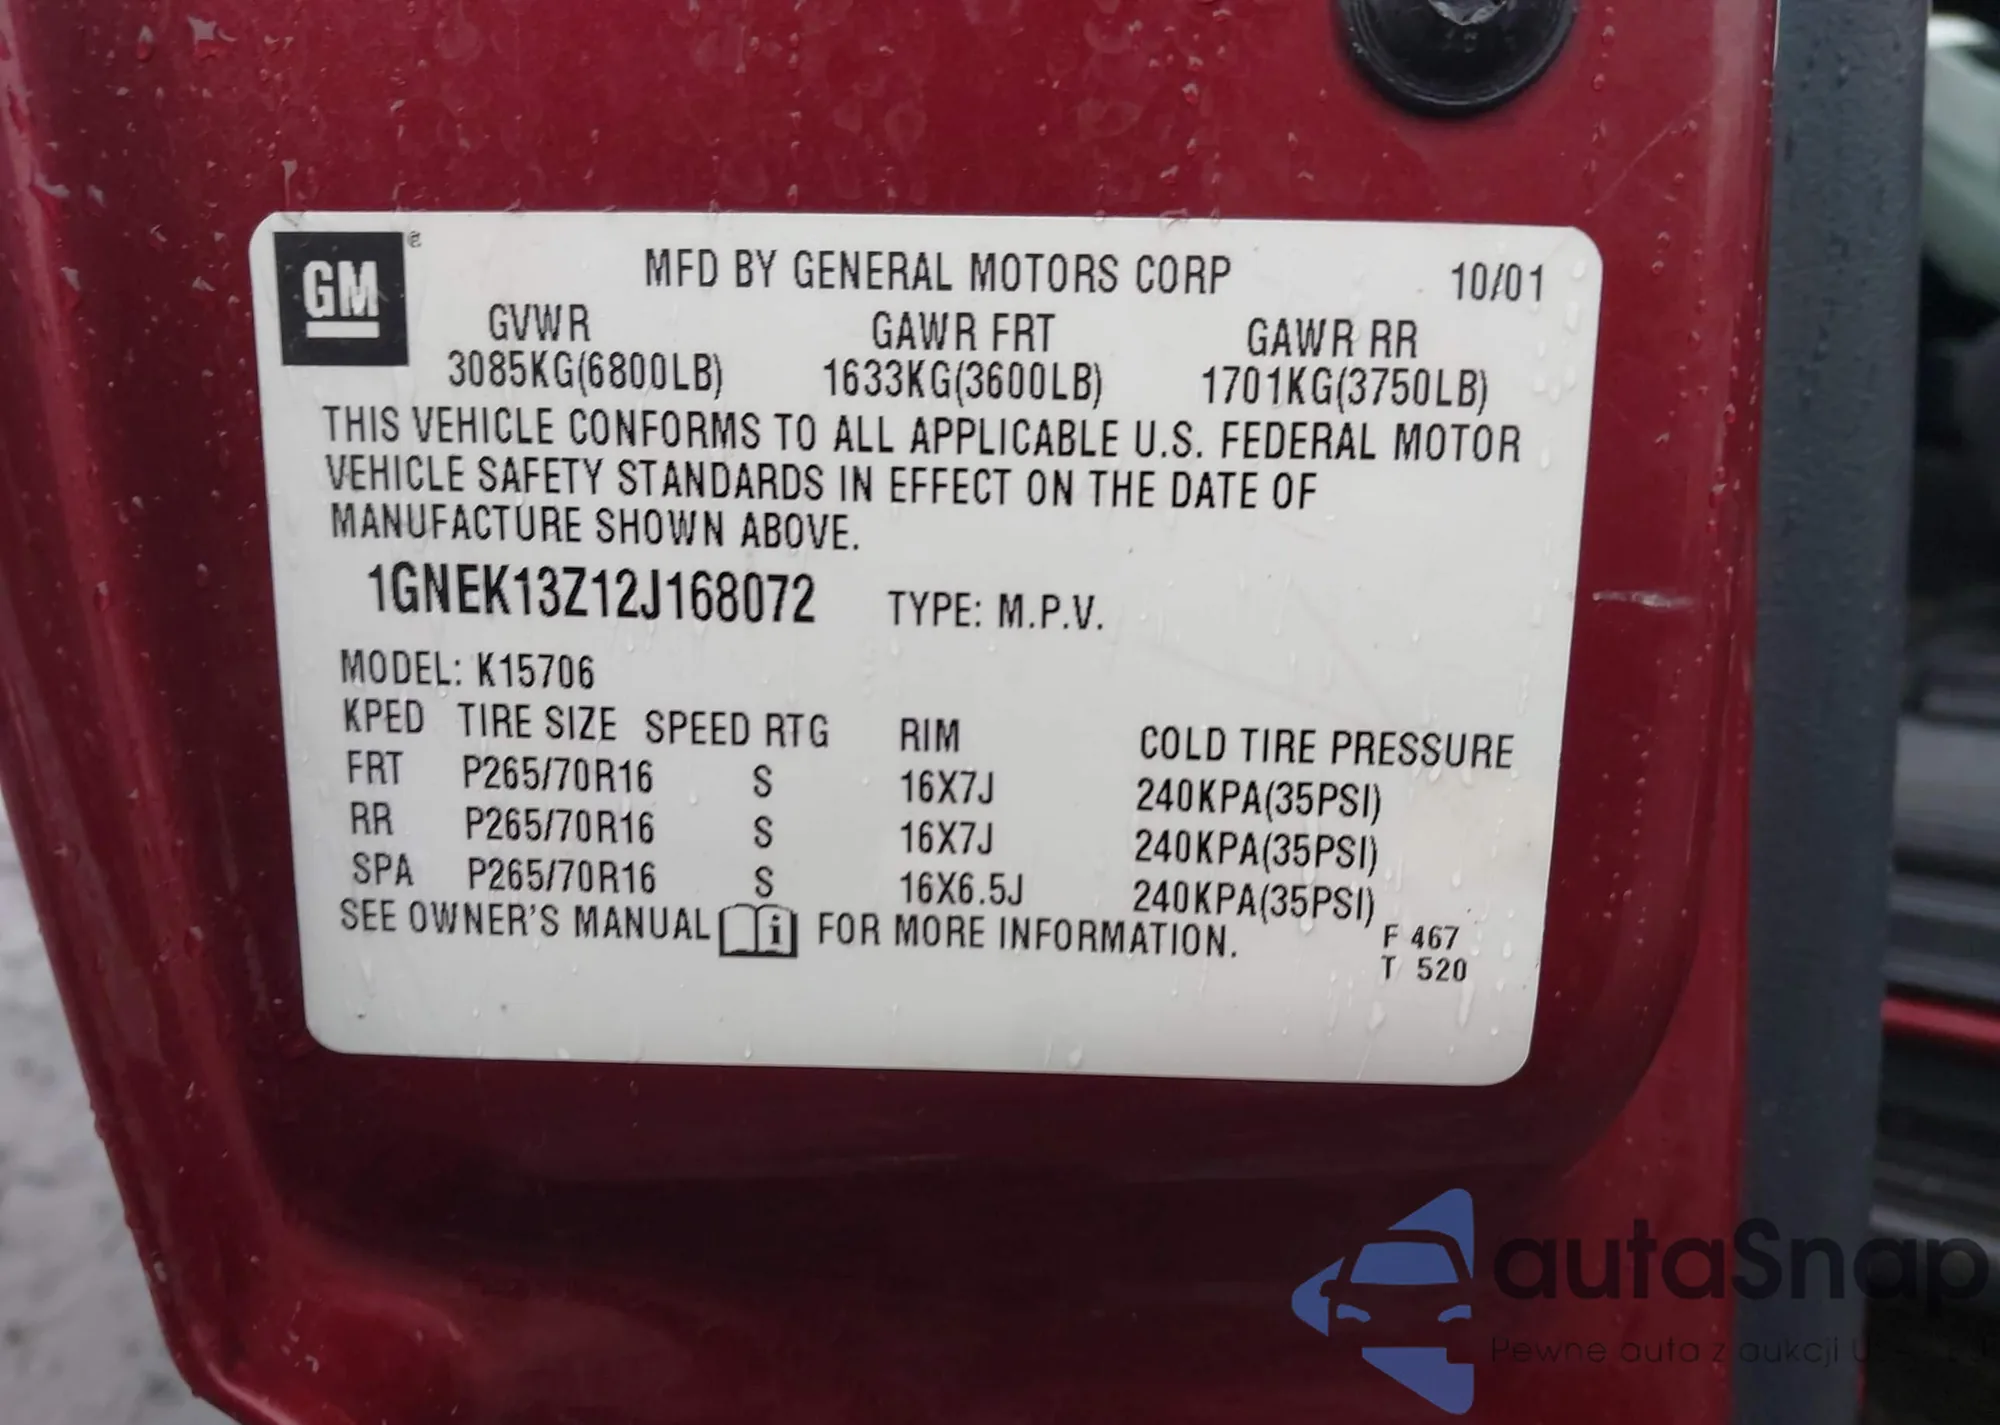 GM ®
MFD BY GENERAL MOTORS CORP 10/01
GVWR GAWR FRT GAWR RR
3085KG(6800LB) 1633KG(3600LB) 1701KG(3750LB)
THIS VEHICLE CONFORMS TO ALL APPLICABLE U.S. FEDERAL MOTOR
VEHICLE SAFETY STANDARDS IN EFFECT ON THE DATE OF
MANUFACTURE SHOWN ABOVE.
1GNEK13Z12J168072 TYPE: M.P.V.
MODEL: K15706
KPED TIRE SIZE SPEED RTG RIM COLD TIRE PRESSURE
FRT P265/70R16 S 16X7J 240KPA(35PSI)
RR P265/70R16 S 16X7J 240KPA(35PSI)
SPA P265/70R16 S 16X6.5J 240KPA(35PSI)
SEE OWNER'S MANUAL i FOR MORE INFORMATION.
F 467
T 520
autaSnap
Pewne auta z aukcji